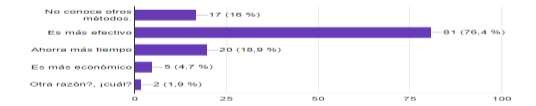 No conoce otros
métodos.
17 (16 %)
Es más efectivo
81 (76,4 %)
Ahorra más tiempo
20 (18,9 %)
Es más económico
5 (4,7 %)
Otra razón?, ¡cuál?
2 (1,9 %)
0 25 50 75 100